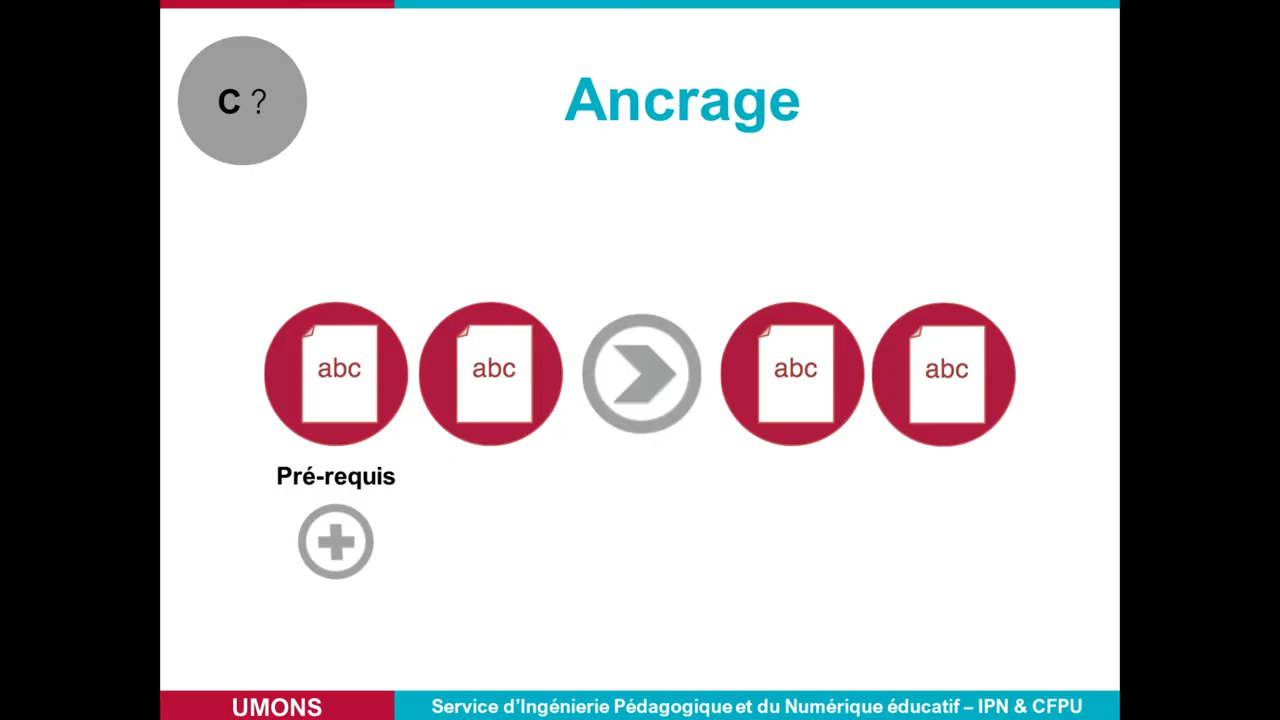 C ?
Ancrage
abc
abc
abc
abc
Pré-requis
UMONS
Service d’Ingénierie Pédagogique et du Numérique éducatif – IPN & CFPU